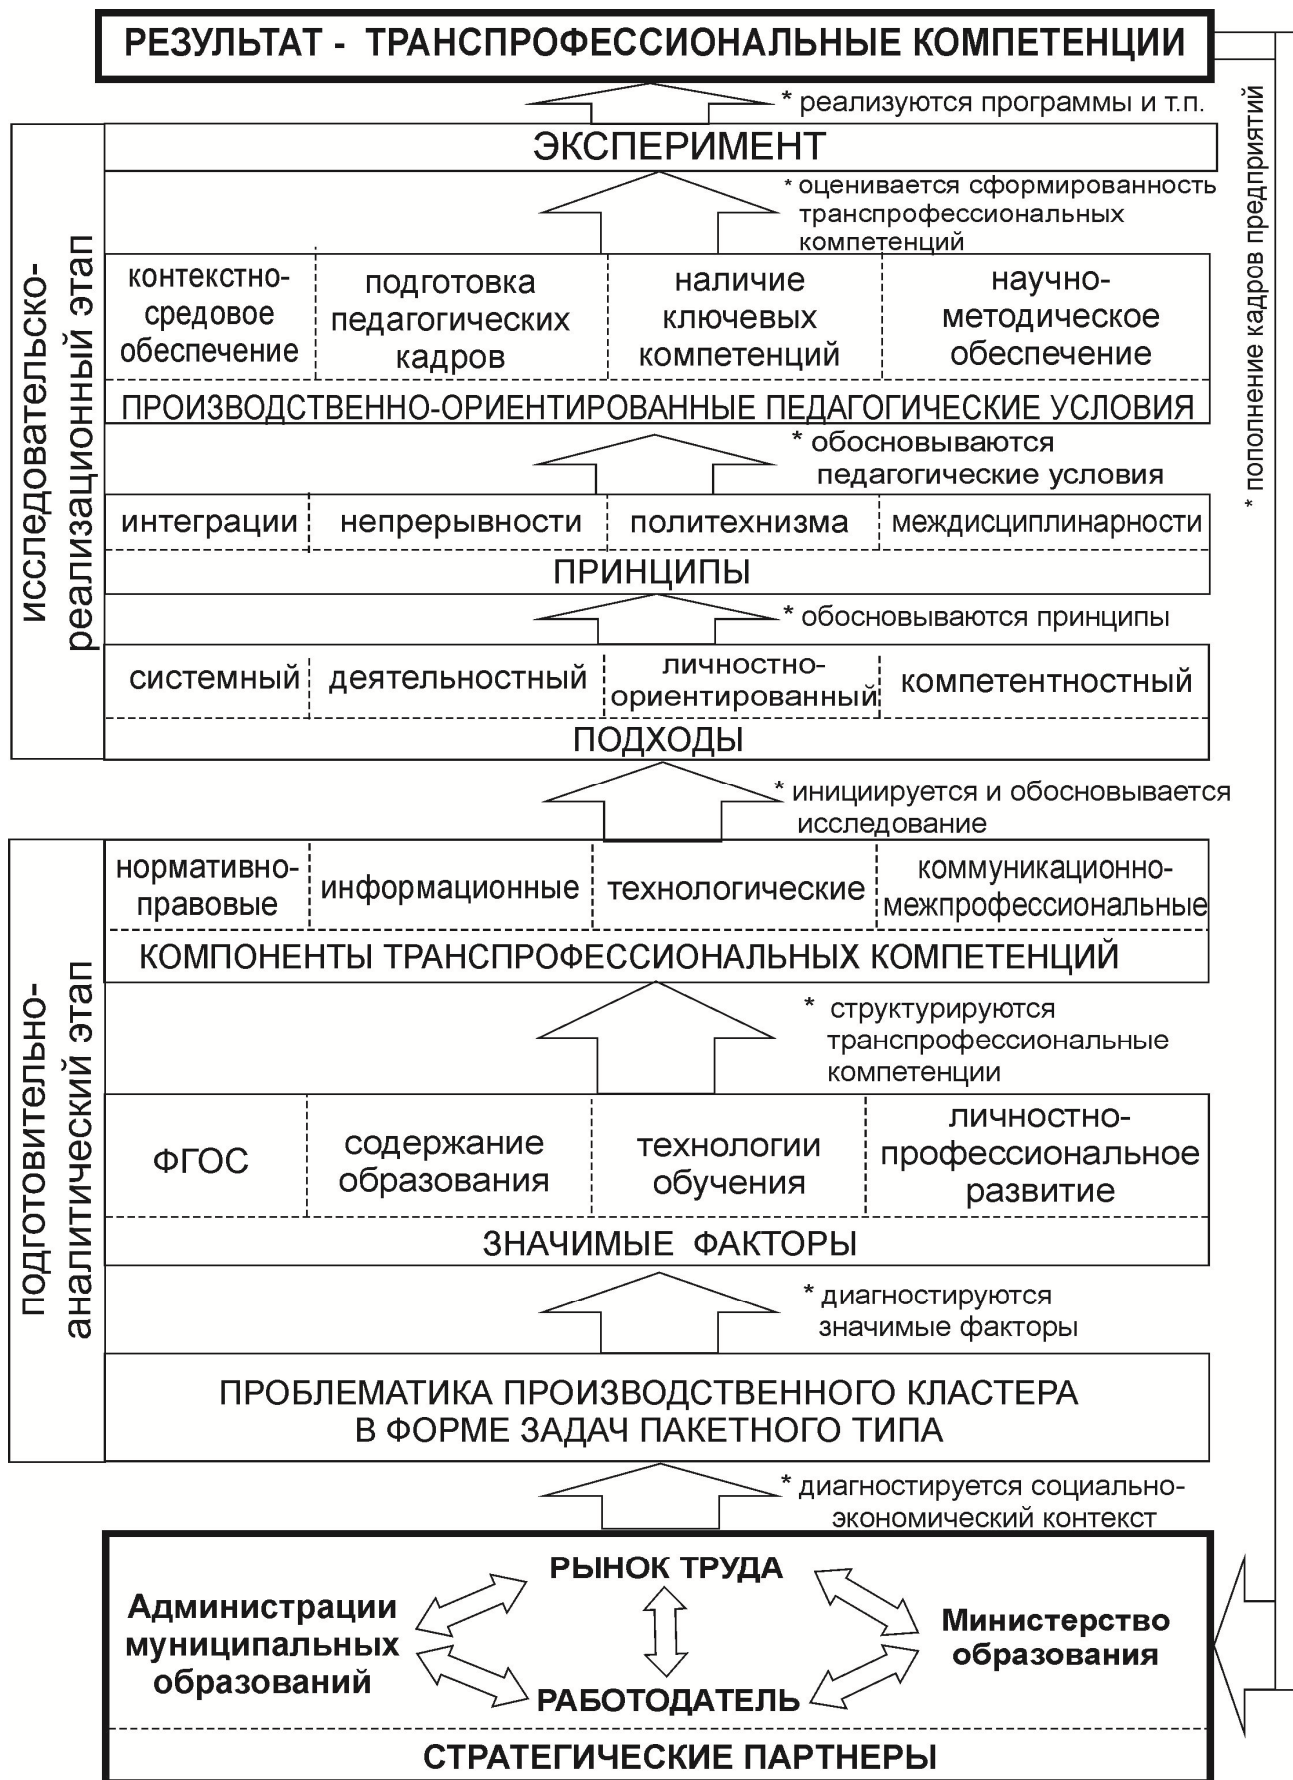 РЕЗУЛЬТАТ - ТРАНСПРОФЕССИОНАЛЬНЫЕ КОМПЕТЕНЦИИ
* реализуются программы и т.п.
ЭКСПЕРИМЕНТ
* оценивается сформированность
транспрофессиональных
компетенций
контекстно-
средовое
обеспечение
подготовка
педагогических
кадров
наличие
ключевых
компетенций
научно-
методическое
обеспечение
ПРОИЗВОДСТВЕННО-ОРИЕНТИРОВАННЫЕ ПЕДАГОГИЧЕСКИЕ УСЛОВИЯ
* обосновываются
педагогические условия
интеграции
непрерывности
политехнизма
междисциплинарности
ПРИНЦИПЫ
* обосновываются принципы
системный
деятельностный
личностно-
ориентированный
компетентностный
ПОДХОДЫ
исследовательско-
реализационный этап
* инициируется и обосновывается
исследование
нормативно-
правовые
информационные
технологические
коммуникационно-
межпрофессиональные
КОМПОНЕНТЫ ТРАНСПРОФЕССИОНАЛЬНЫХ КОМПЕТЕНЦИЙ
* структурируются
транспрофессиональные
компетенции
ФГОС
содержание
образования
технологии
обучения
личностно-
профессиональное
развитие
ЗНАЧИМЫЕ ФАКТОРЫ
* диагностируются
значимые факторы
ПРОБЛЕМАТИКА ПРОИЗВОДСТВЕННОГО КЛАСТЕРА
В ФОРМЕ ЗАДАЧ ПАКЕТНОГО ТИПА
подготовительно-
аналитический этап
* диагностируется социально-
экономический контекст
РЫНОК ТРУДА
Администрации
муниципальных
образований
Министерство
образования
РАБОТОДАТЕЛЬ
СТРАТЕГИЧЕСКИЕ ПАРТНЕРЫ
* пополнение кадров предприятий